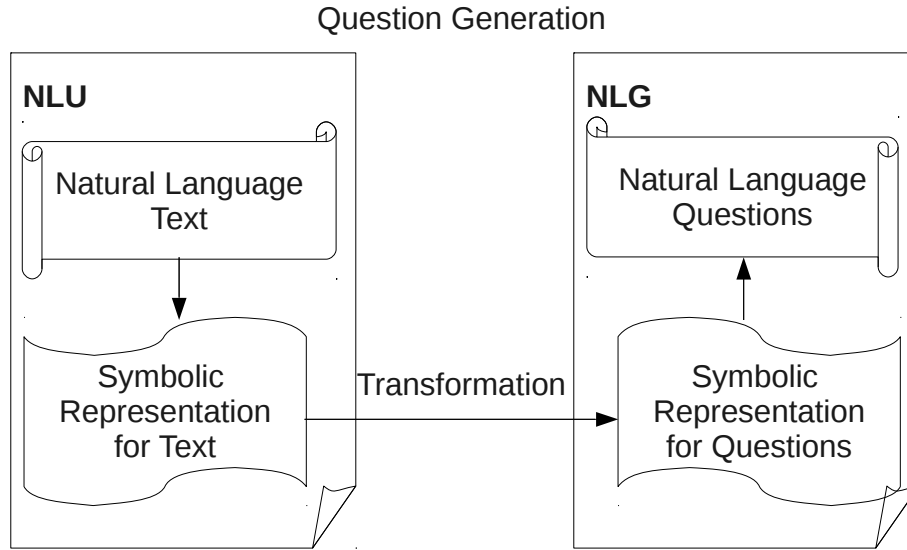 Question Generation
NLU
Natural Language
Text
Symbolic
Representation
for Text
Transformation
NLG
Natural Language
Questions
Symbolic
Representation
for Questions